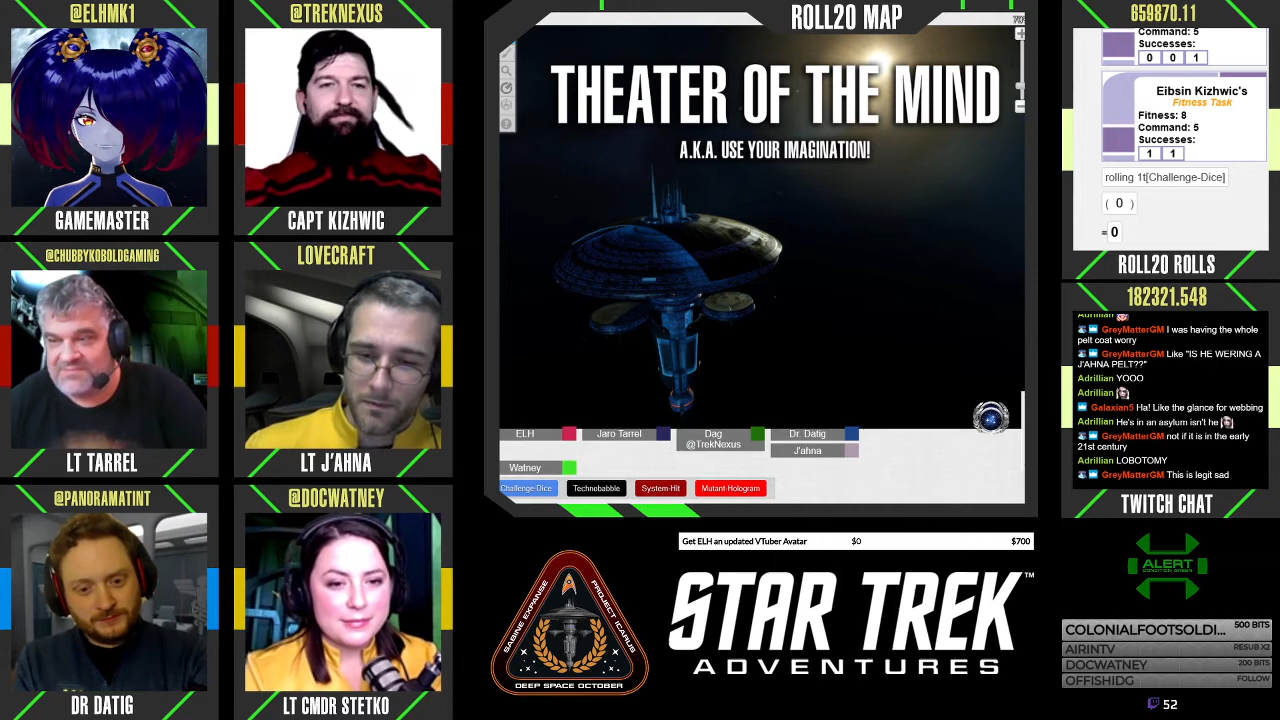 @ELHMK1
GAMEMASTER
@TREKNEXUS
CAPT KIZHWIC
@CHUBBYKOBOLDGAMING
LT TARREL
LOVECRAFT
LT J'AHNA
@PANORAMATINT
DR DATIG
@DOCWATNEY
LT CMDR STETKO
ROLL20 MAP
THEATER OF THE MIND
A.K.A. USE YOUR IMAGINATION!
ELH
Jaro Tarrel
Dag
@TrekNexus
Dr. Datig
J'ahna
Watney
Challenge-Dice
Technobabble
System-Hit
Mutant-Hologram
Get ELH an updated VTuber Avatar $0 $700
SABINE EXPANSE
PROJECT ICARUS
DEEP SPACE OCTOBER
STAR TREK™
ADVENTURES
659870.11
Command: 5
Successes:
0 0 1
Eibsin Kizhwic's
Fitness Task
Fitness: 8
Command: 5
Successes:
1 1
rolling 1t[Challenge-Dice]
( 0 )
=0
ROLL20 ROLLS
182321.548
Adrillian
GreyMatterGM I was having the whole
pelt coat worry
GreyMatterGM Like "IS HE WERING A
J'AHNA PELT??"
Adrillian YOOO
Adrillian
Galaxian5 Ha! Like the glance for webbing
Adrillian He's in an asylum isn't he
GreyMatterGM not if it is in the early
21st century
Adrillian LOBOTOMY
GreyMatterGM This is legit sad
TWITCH CHAT
ALERT
CONDITION GREEN
COLONIALFOOTSOLDI... 500 BITS
AIRINTV RESUB X2
DOCWATNEY 200 BITS
OFFISHIDG FOLLOW
52